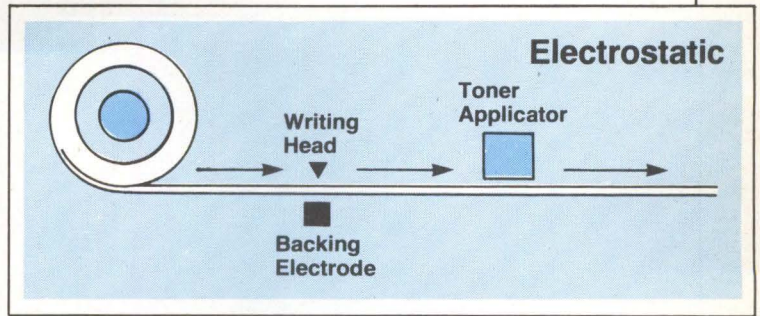 Electrostatic
Toner
Applicator
Writing
Head
Backing
Electrode